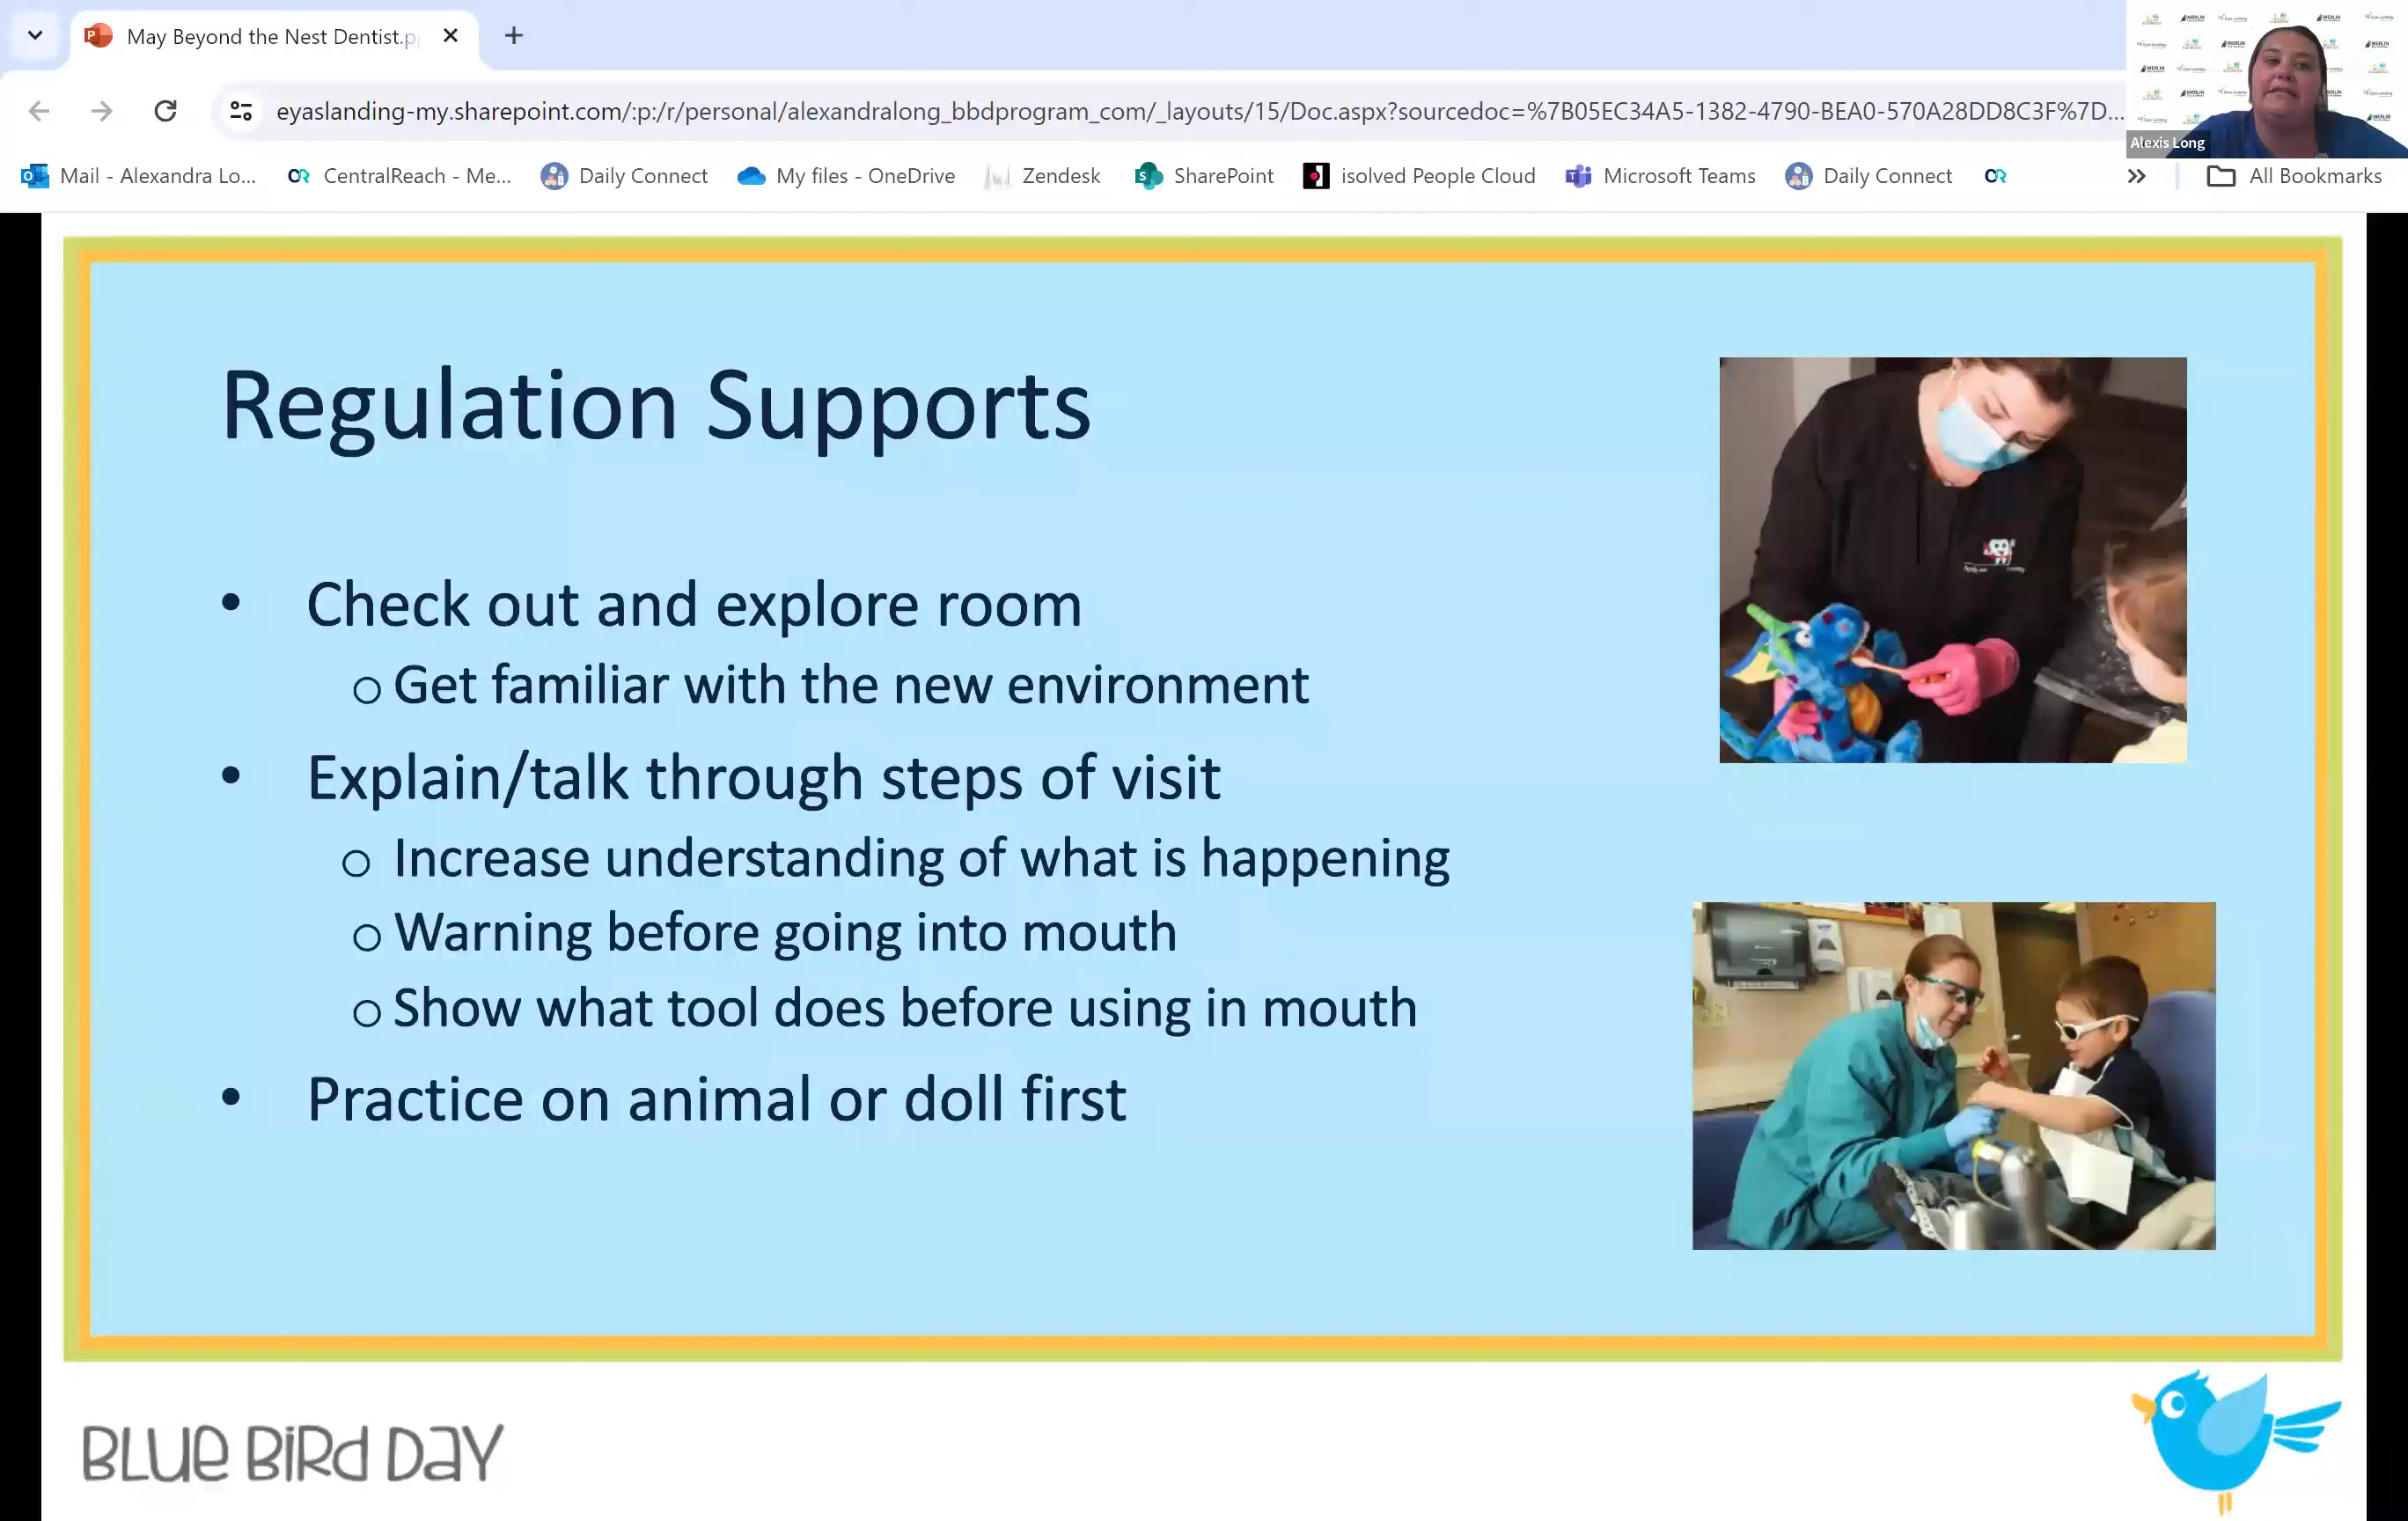 May Beyond the Nest Dentist.p
eyaslanding-my.sharepoint.com/:p:/r/personal/alexandralong_bbdprogram_com/_layouts/15/Doc.aspx?sourcedoc=%7B05EC34A5-1382-4790-BEA0-570A28DD8C3F%7D...
Alexis Long
Mail - Alexandra Lo... CentralReach - Me... Daily Connect My files - OneDrive Zendesk SharePoint isolved People Cloud Microsoft Teams Daily Connect All Bookmarks
Regulation Supports
• Check out and explore room
o Get familiar with the new environment
• Explain/talk through steps of visit
o Increase understanding of what is happening
o Warning before going into mouth
o Show what tool does before using in mouth
• Practice on animal or doll first
BLUe BiRd DaY